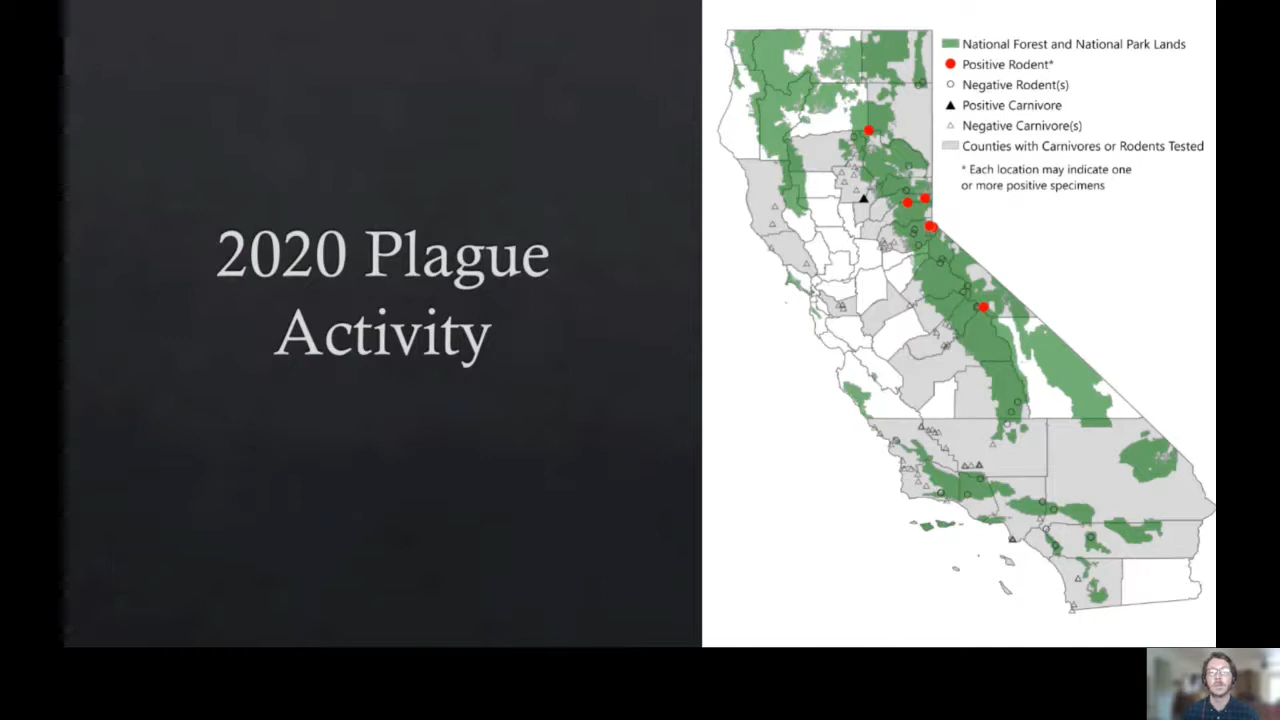 2020 Plague
Activity
National Forest and National Park Lands
Positive Rodent*
Negative Rodent(s)
Positive Carnivore
Negative Carnivore(s)
Counties with Carnivores or Rodents Tested
* Each location may indicate one
or more positive specimens